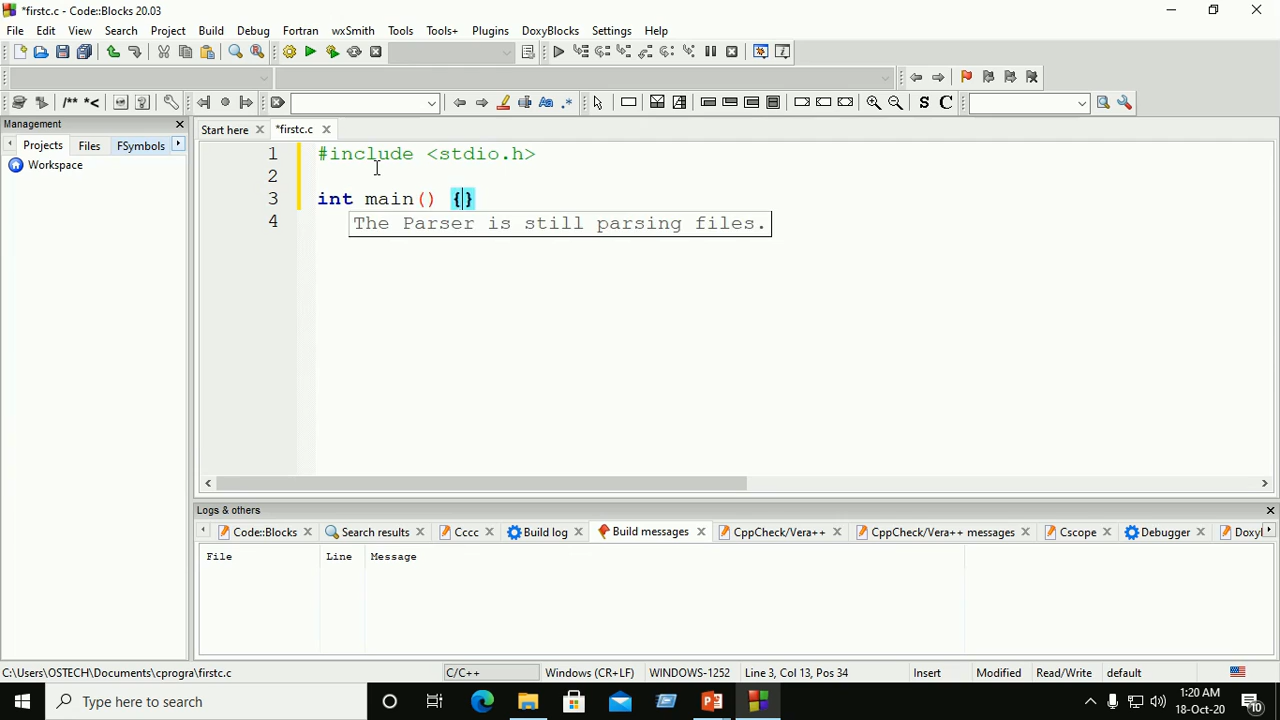 *firstc.c - Code::Blocks 20.03
File Edit View Search Project Build Debug Fortran wxSmith Tools Tools+ Plugins DoxyBlocks Settings Help
/** *< Aa .* S C
Management
Projects Files FSymbols
Workspace
Start here *firstc.c
1 #include <stdio.h>
2
3 int main() {}
4
The Parser is still parsing files.
Logs & others
Code::Blocks Search results Cccc Build log Build messages CppCheck/Vera++ CppCheck/Vera++ messages Cscope Debugger Doxyl
File Line Message
C:\Users\OSTECH\Documents\cprogra\firstc.c C/C++ Windows (CR+LF) WINDOWS-1252 Line 3, Col 13, Pos 34 Insert Modified Read/Write default
Type here to search
1:20 AM
18-Oct-20
10